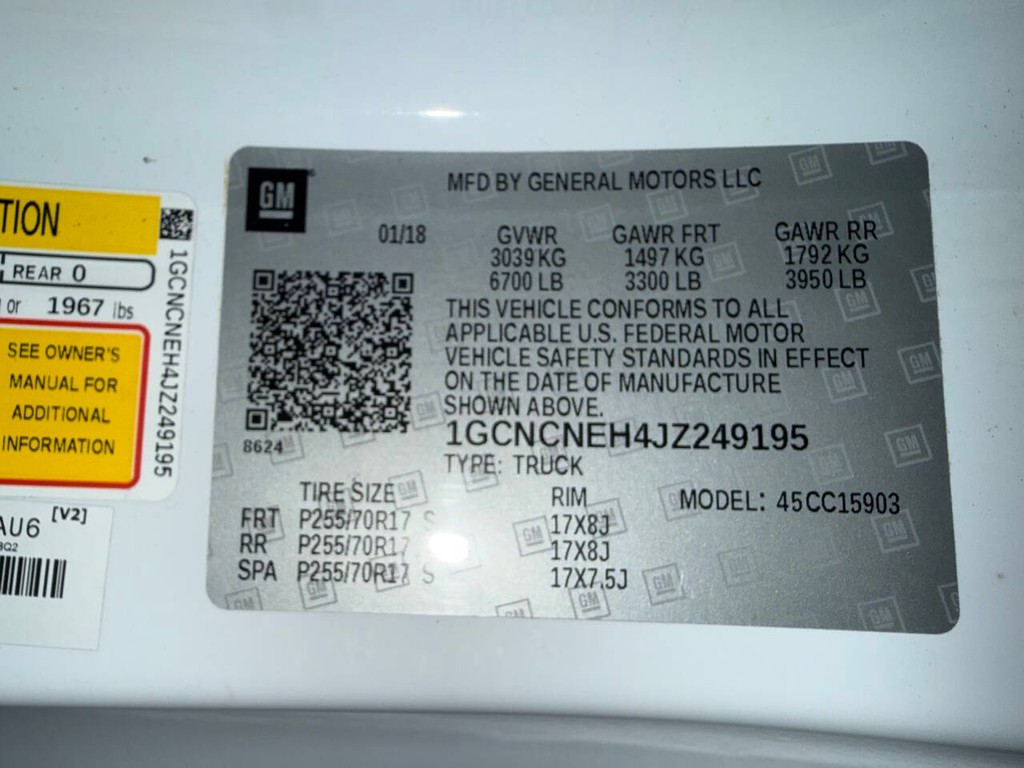 TION
REAR 0
or 1967 lbs
SEE OWNER'S
MANUAL FOR
ADDITIONAL
INFORMATION
1GCNCNEH4JZ249195
AU6 [V2]
GM
MFD BY GENERAL MOTORS LLC
01/18
GVWR GAWR FRT GAWR RR
3039 KG 1497 KG 1792 KG
6700 LB 3300 LB 3950 LB
THIS VEHICLE CONFORMS TO ALL
APPLICABLE U.S. FEDERAL MOTOR
VEHICLE SAFETY STANDARDS IN EFFECT
ON THE DATE OF MANUFACTURE
SHOWN ABOVE.
8624
1GCNCNEH4JZ249195
TYPE: TRUCK
TIRE SIZE RIM MODEL: 45CC15903
FRT P255/70R17 S 17X8J
RR P255/70R17 17X8J
SPA P255/70R17 S 17X7.5J